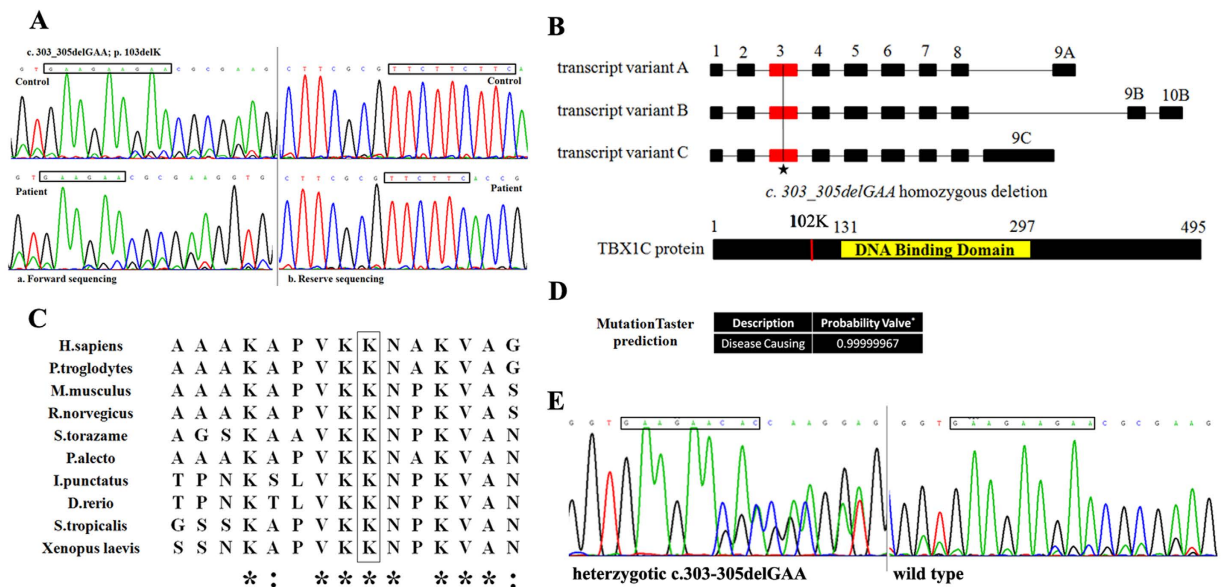 A
c. 303_305delGAA; p. 103delK
G T G A A G A A G A A C G C G A A G
Control
C T T C G C G T T C T T C T T C A
Control
G T G A A G A A C G C G A A G G T G
Patient
C T T C G C G T T C T T C A C C G
Patient
a. Forward sequencing
b. Reserve sequencing
B
1 2 3 4 5 6 7 8 9A
transcript variant A
9B 10B
transcript variant B
9C
transcript variant C
★
c. 303_305delGAA homozygous deletion
1 102K 131 297 495
TBX1C protein
DNA Binding Domain
C
H.sapiens A A A K A P V K K N A K V A G
P.troglodytes A A A K A P V K K N A K V A G
M.musculus A A A K A P V K K N P K V A S
R.norvegicus A A A K A P V K K N P K V A S
S.torazame A G S K A A V K K N P K V A N
P.alecto A A A K A P V K K N A K V A N
I.punctatus T P N K S L V K K N P K V A N
D.rerio T P N K T L V K K N P K V A N
S.tropicalis G S S K A P V K K N P K V A N
Xenopus laevis S S N K A P V K K N P K V A N
* : * * * * * * * :
D
MutationTaster
prediction
Description Probability Valve*
Disease Causing 0.99999967
E
G G T G A A G A A C A C C A A G G A G
G G T G A A G A A G A A C G C G A A G
heterzygotic c.303-305delGAA
wild type